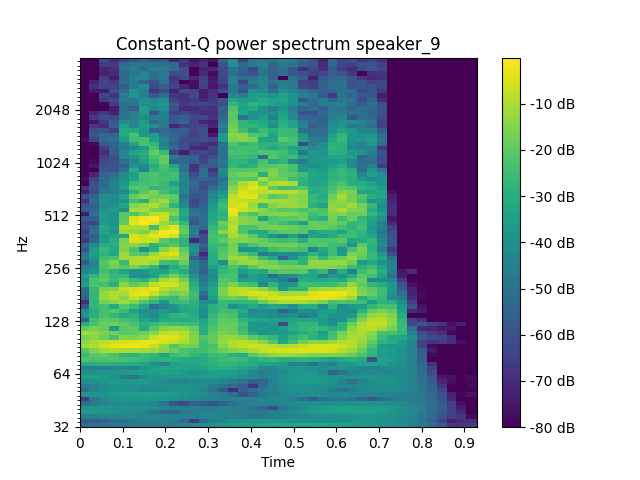 Constant-Q power spectrum speaker_9
Hz
2048
1024
512
256
128
64
32
0 0.1 0.2 0.3 0.4 0.5 0.6 0.7 0.8 0.9
Time
-10 dB
-20 dB
-30 dB
-40 dB
-50 dB
-60 dB
-70 dB
-80 dB